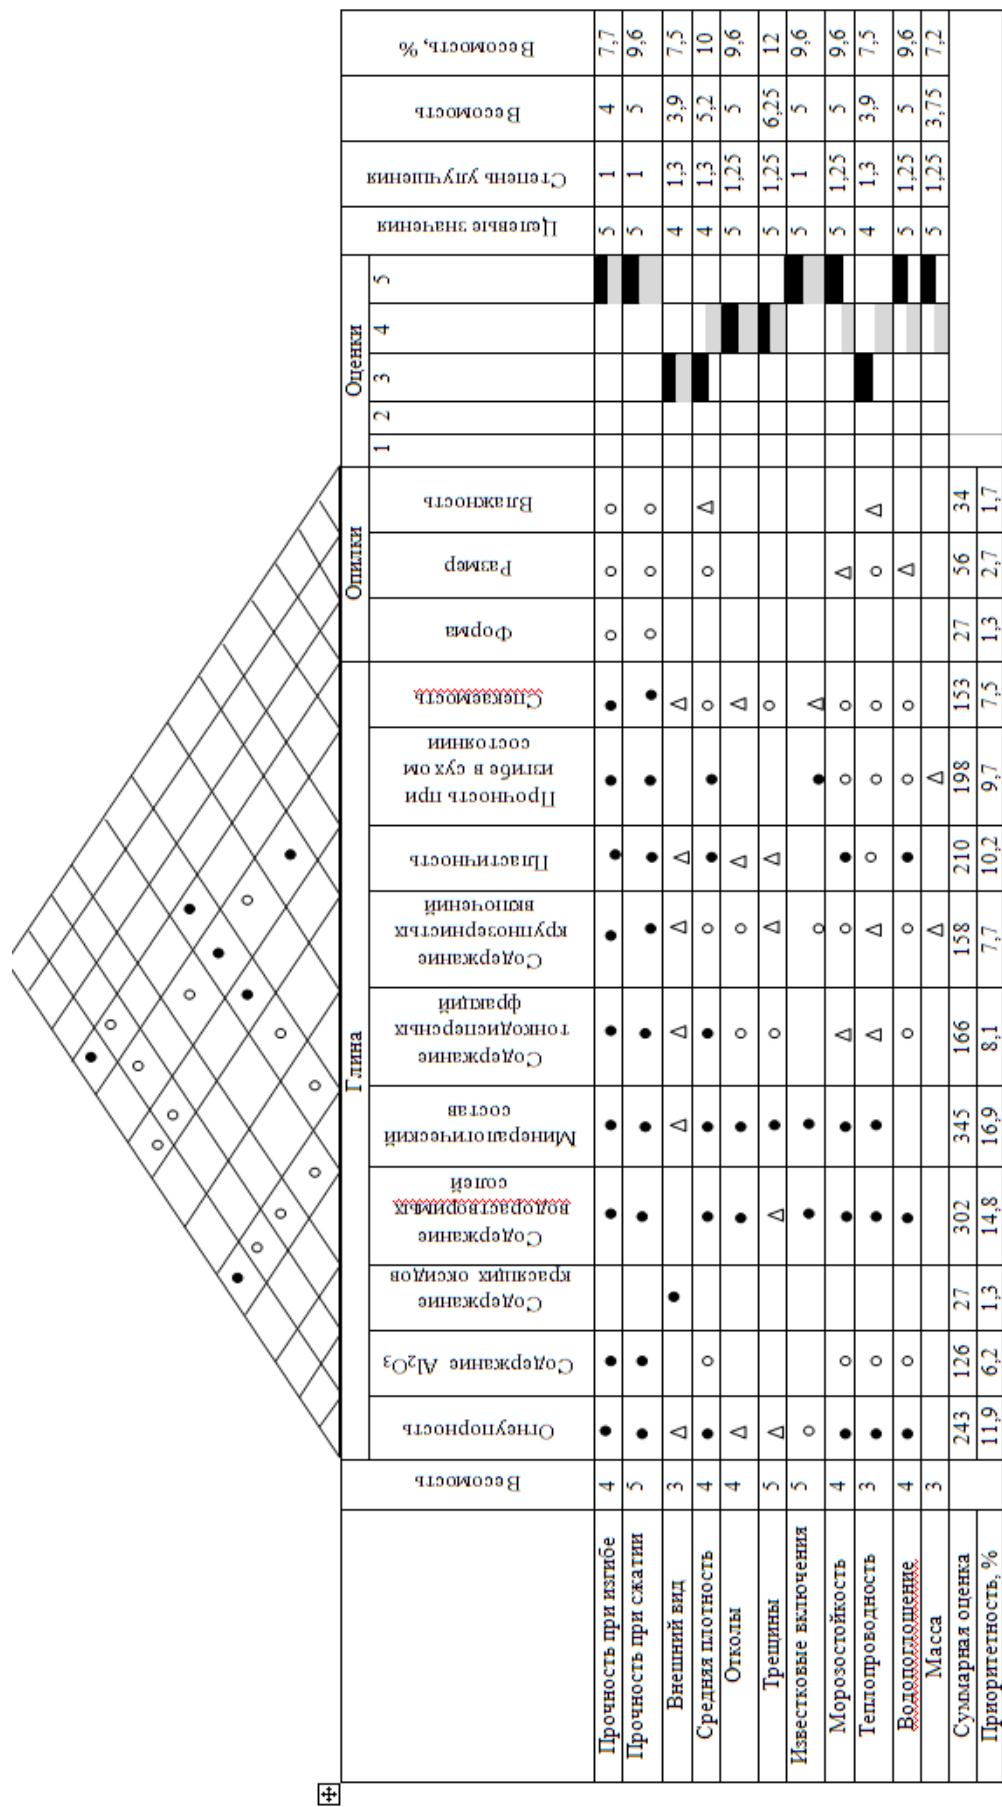 Глина
Опилки
Оценки
Весомость
Огнеупорность
Содержание Al₂O₃
Содержание
красящих оксидов
Содержание
водорастворимых
солей
Минералогический
состав
Содержание
тонкодисперсных
фракций
Содержание
крупнозернистых
включений
Пластичность
Прочность при
изгибе в сух ом
состоянии
Спекаемость
Форма
Размер
Влажность
1 2 3 4 5
Целевые значения
Степень улучшения
Весомость
Весомость, %
Прочность при изгибе 4 5 1 4 7,7
Прочность при сжатии 5 5 1 5 9,6
Внешний вид 3 4 1,3 3,9 7,5
Средняя плотность 4 4 1,3 5,2 10
Отколы 4 5 1,25 5 9,6
Трещины 5 5 1,25 6,25 12
Известковые включения 5 5 1 5 9,6
Морозостойкость 4 5 1,25 5 9,6
Теплопроводность 3 4 1,3 3,9 7,5
Водопоглощение 4 5 1,25 5 9,6
Масса 3 5 1,25 3,75 7,2
Суммарная оценка 243 126 27 302 345 166 158 210 198 153 27 56 34
Приоритетность, % 11,9 6,2 1,3 14,8 16,9 8,1 7,7 10,2 9,7 7,5 1,3 2,7 1,7